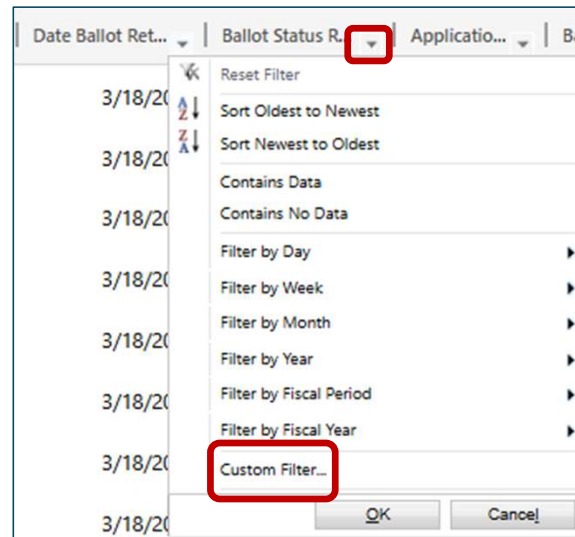 Date Ballot Ret... Ballot Status R... Applicatio... Ba
Reset Filter
3/18/20
Sort Oldest to Newest
Sort Newest to Oldest
3/18/20
Contains Data
3/18/20
Contains No Data
Filter by Day
3/18/20
Filter by Week
Filter by Month
3/18/20
Filter by Year
3/18/20
Filter by Fiscal Period
Filter by Fiscal Year
3/18/20
Custom Filter...
3/18/20
OK Cancel